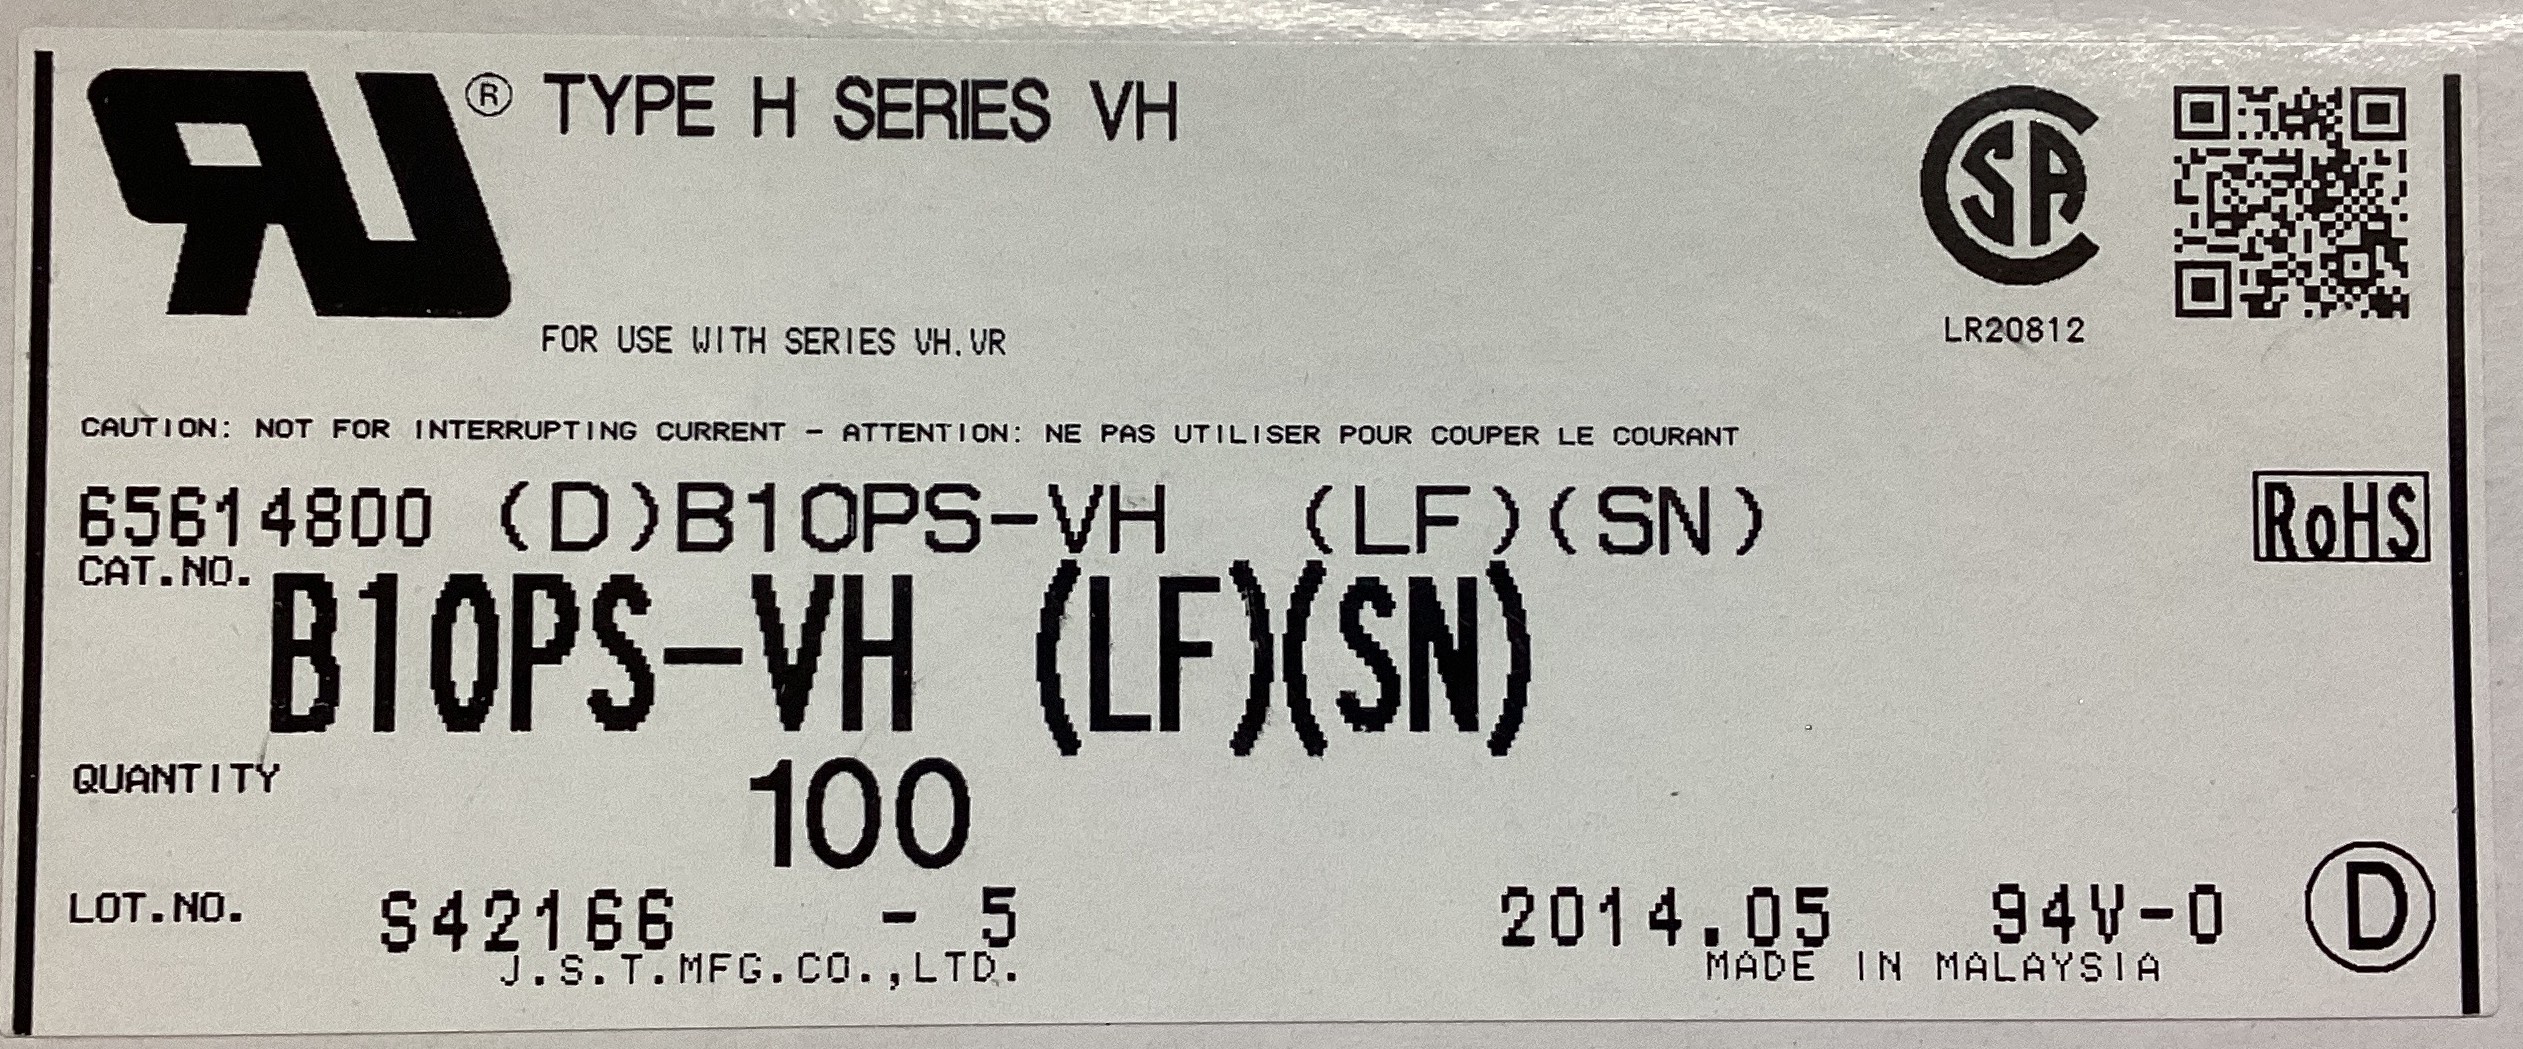 RU® TYPE H SERIES VH
CSA
LR20812
FOR USE WITH SERIES VH.VR
CAUTION: NOT FOR INTERRUPTING CURRENT - ATTENTION: NE PAS UTILISER POUR COUPER LE COURANT
65614800 (D)B10PS-VH (LF)(SN)
RoHS
CAT.NO.
B10PS-VH (LF)(SN)
QUANTITY 100
LOT.NO. S42166 - 5 2014.05 94V-0 D
J.S.T.MFG.CO.,LTD. MADE IN MALAYSIA